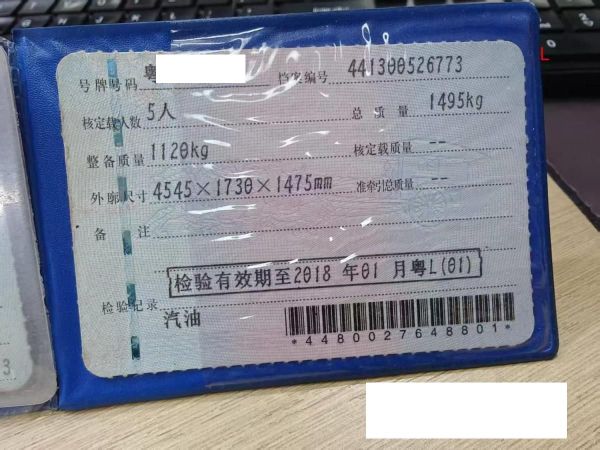 号牌号码 粤 档案编号 441300526773
核定载人数 5人 总质量 1495kg
整备质量 1120kg 核定载质量 --
外廓尺寸 4545×1730×1475mm 准牵引总质量 --
备注
检验有效期至2018 年01 月粤L(01)
检验记录
汽油
*4480027648801*
3
L